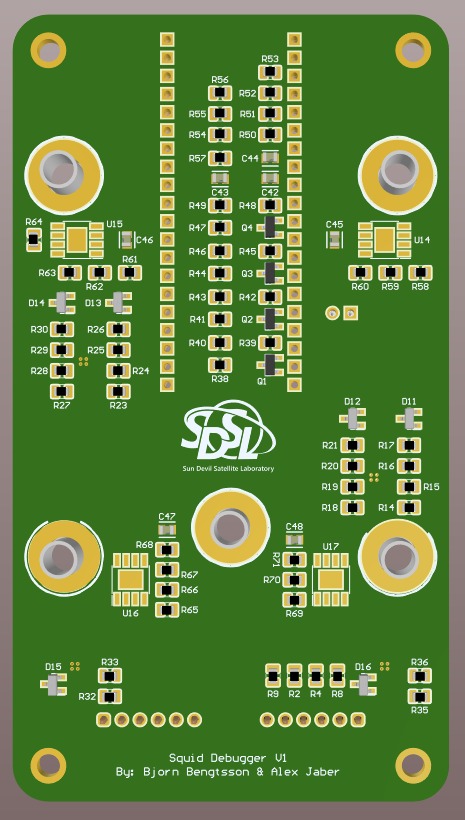 R53
R56
R52
R55
R51
R54
R50
R57
C44
C43
C42
R49
R48
R64
U15
R47
Q4
C46
C45
U14
R46
R45
R63
R61
R44
Q3
R62
R60
R59
R58
D14
D13
R43
R42
R30
R26
R41
Q2
R29
R25
R40
R39
R28
R24
R38
Q1
R27
R23
D12
D11
SDSL
Sun Devil Satellite Laboratory
R21
R17
R20
R16
R19
R15
R18
R14
C47
C48
R68
R71
U17
R67
R70
R66
U16
R65
R69
D15
R33
D16
R36
R32
R9
R2
R4
R8
R35
Squid Debugger V1
By: Bjorn Bengtsson & Alex Jaber